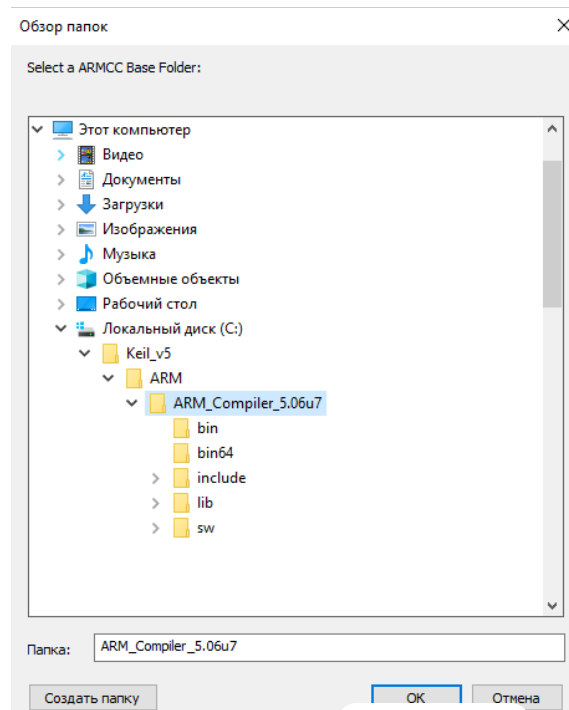 Обзор папок
Select a ARMCC Base Folder:
Этот компьютер
Видео
Документы
Загрузки
Изображения
Музыка
Объемные объекты
Рабочий стол
Локальный диск (C:)
Keil_v5
ARM
ARM_Compiler_5.06u7
bin
bin64
include
lib
sw
Папка: ARM_Compiler_5.06u7
Создать папку ОК Отмена